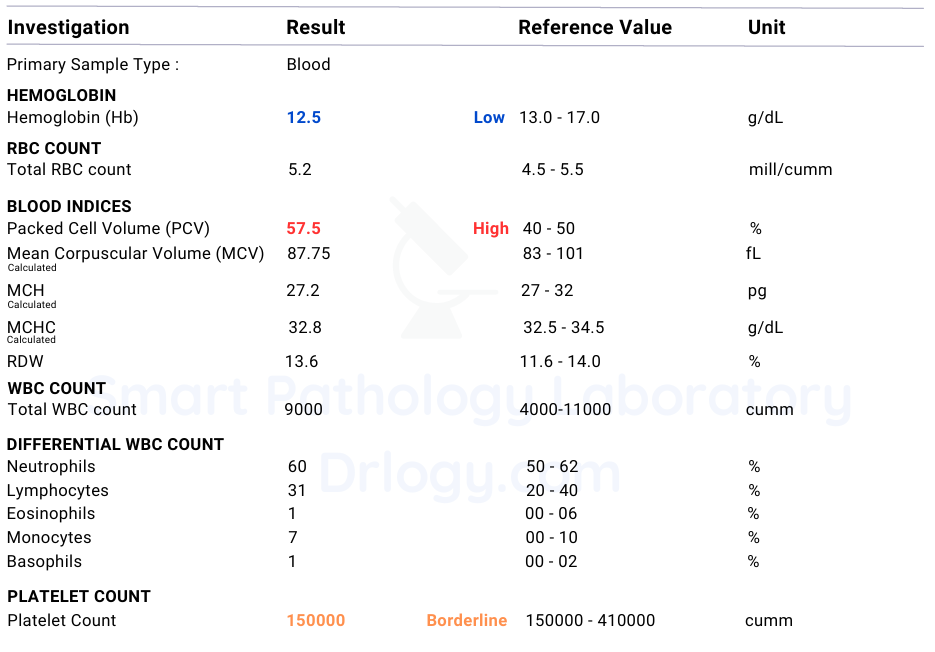 Investigation Result Reference Value Unit
Primary Sample Type : Blood
HEMOGLOBIN
Hemoglobin (Hb) 12.5 Low 13.0 - 17.0 g/dL
RBC COUNT
Total RBC count 5.2 4.5 - 5.5 mill/cumm
BLOOD INDICES
Packed Cell Volume (PCV) 57.5 High 40 - 50 %
Mean Corpuscular Volume (MCV) 87.75 83 - 101 fL
Calculated
MCH 27.2 27 - 32 pg
Calculated
MCHC 32.8 32.5 - 34.5 g/dL
Calculated
RDW 13.6 11.6 - 14.0 %
WBC COUNT
Smart Pathology Laboratory
Total WBC count 9000 4000-11000 cumm
DIFFERENTIAL WBC COUNT
Neutrophils 60 50 - 62 %
Drlogy.com
Lymphocytes 31 20 - 40 %
Eosinophils 1 00 - 06 %
Monocytes 7 00 - 10 %
Basophils 1 00 - 02 %
PLATELET COUNT
Platelet Count 150000 Borderline 150000 - 410000 cumm